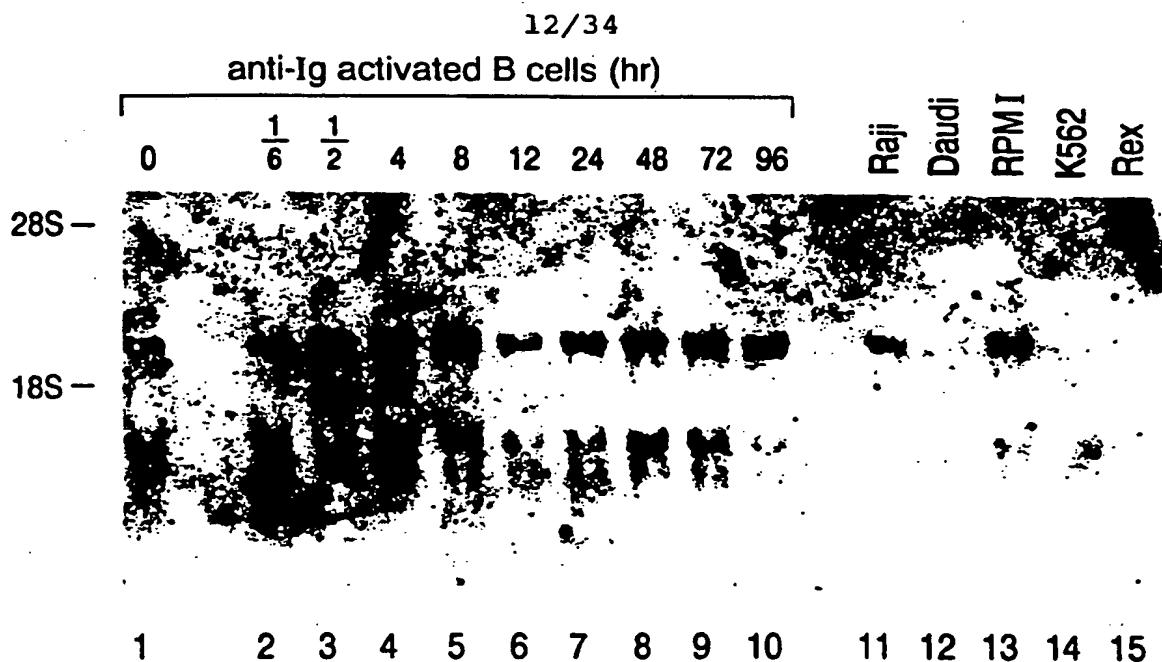 12/34
anti-Ig activated B cells (hr)
0 1/6 1/2 4 8 12 24 48 72 96 Raji Daudi RPMI K562 Rex
28S
18S
1 2 3 4 5 6 7 8 9 10 11 12 13 14 15